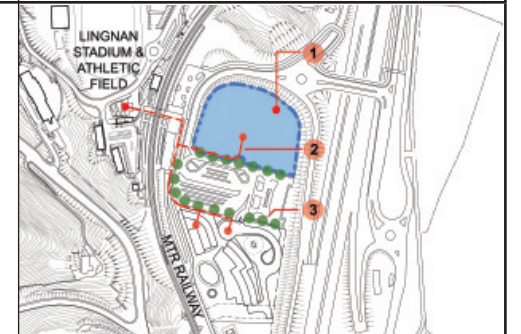 LINGNAN
STADIUM &
ATHLETIC
FIELD
1
2
3
MTR RAILWAY